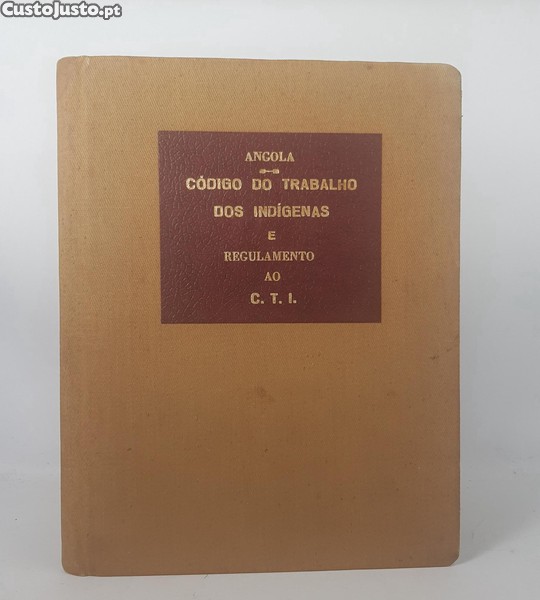 CustoJusto.pt
ANGOLA
CÓDIGO DO TRABALHO
DOS INDÍGENAS
E
REGULAMENTO
AO
C. T. I.